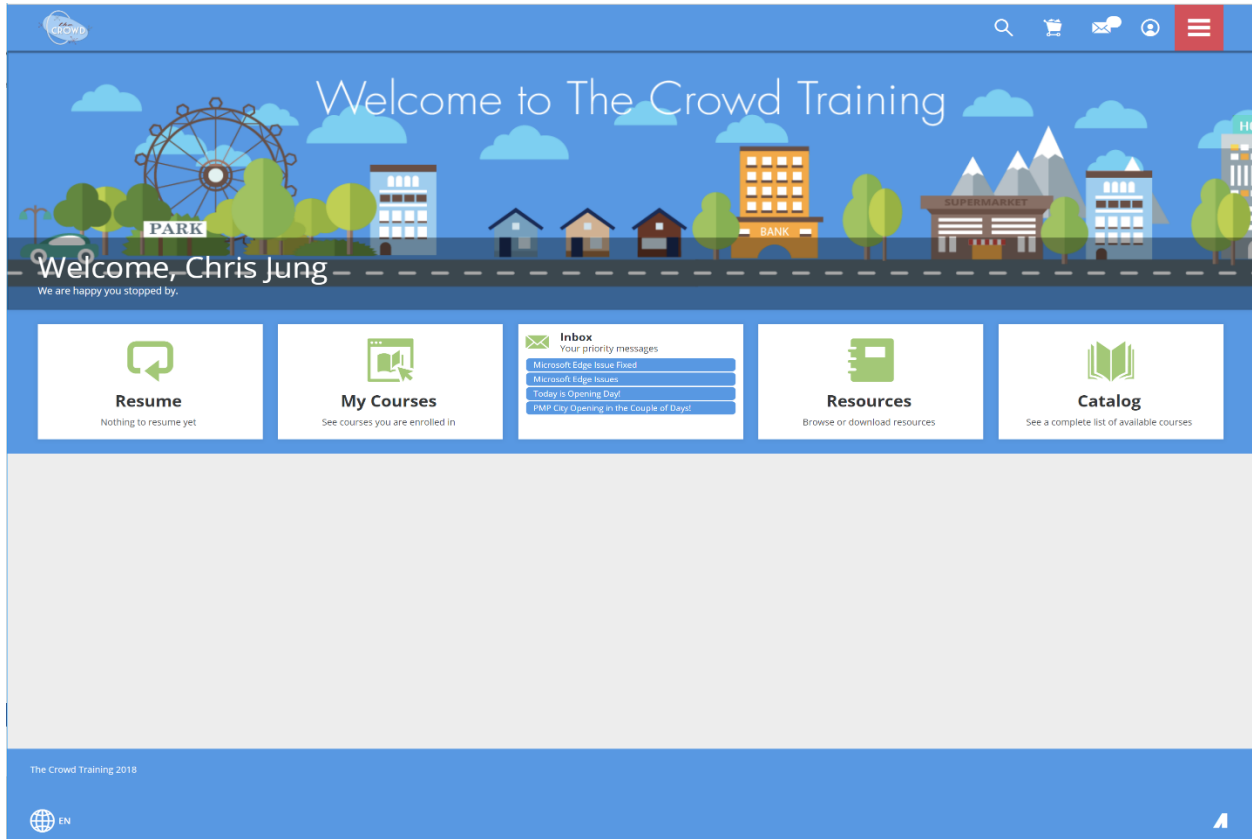 the
CROWD
Welcome to The Crowd Training
HO
PARK
BANK
SUPERMARKET
Welcome, Chris Jung
We are happy you stopped by.
Resume
Nothing to resume yet
My Courses
See courses you are enrolled in
Inbox
Your priority messages
Microsoft Edge Issue Fixed
Microsoft Edge Issues
Today is Opening Day!
PMP City Opening in the Couple of Days!
Resources
Browse or download resources
Catalog
See a complete list of available courses
The Crowd Training 2018
EN